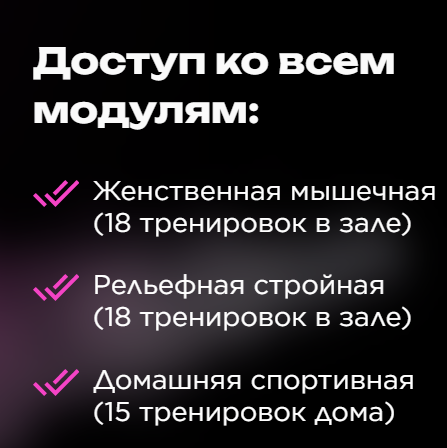 Доступ ко всем
модулям:
Женственная мышечная
(18 тренировок в зале)
Рельефная стройная
(18 тренировок в зале)
Домашняя спортивная
(15 тренировок дома)